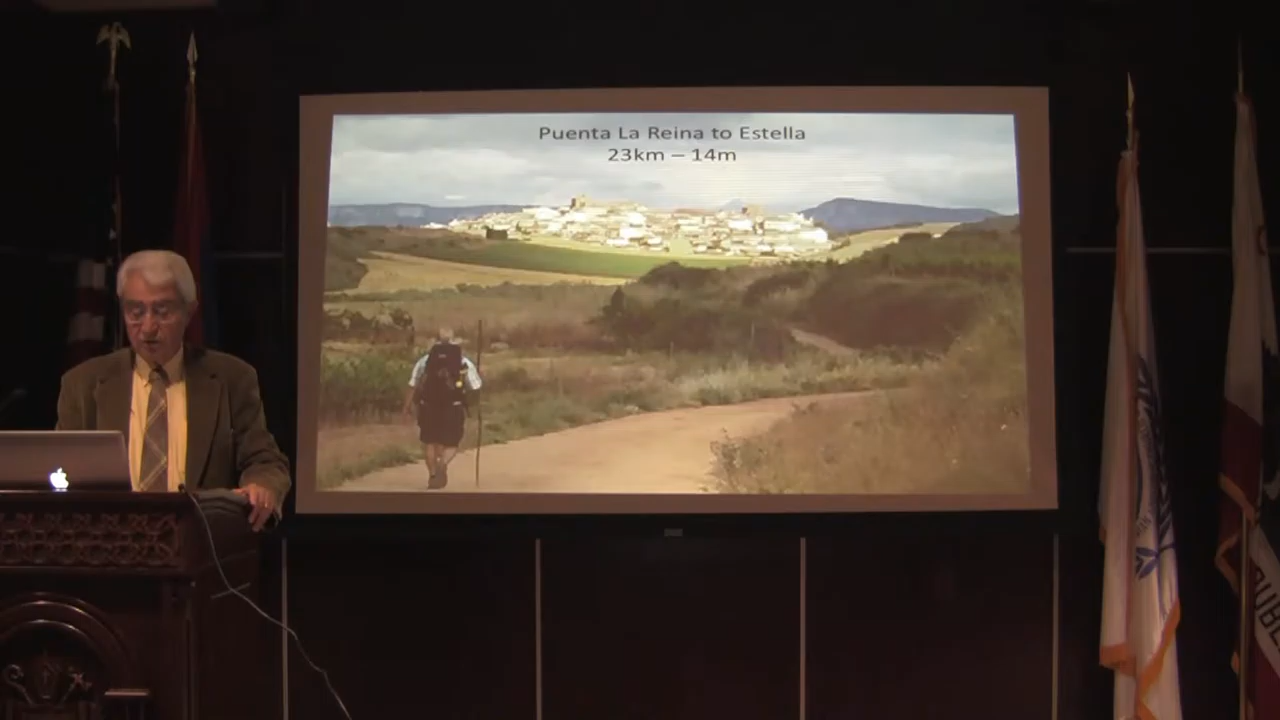 Puenta La Reina to Estella
23km – 14m